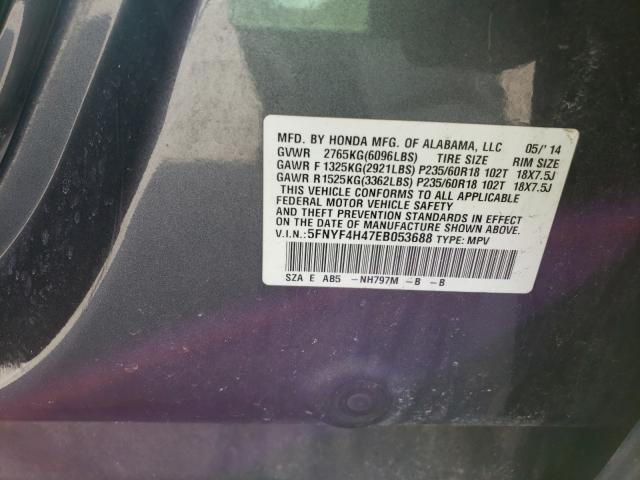 MFD. BY HONDA MFG. OF ALABAMA, LLC 05/'14
GVWR 2765KG(6096LBS) TIRE SIZE RIM SIZE
GAWR F 1325KG(2921LBS) P235/60R18 102T 18X7.5J
GAWR R 1525KG(3362LBS) P235/60R18 102T 18X7.5J
THIS VEHICLE CONFORMS TO ALL APPLICABLE
FEDERAL MOTOR VEHICLE SAFETY
AND THEFT PREVENTION STANDARDS IN EFFECT
ON THE DATE OF MANUFACTURE SHOWN ABOVE.
V.I.N.:5FNYF4H47EB053688 TYPE: MPV
SZA E AB5 -NH797M -B -B